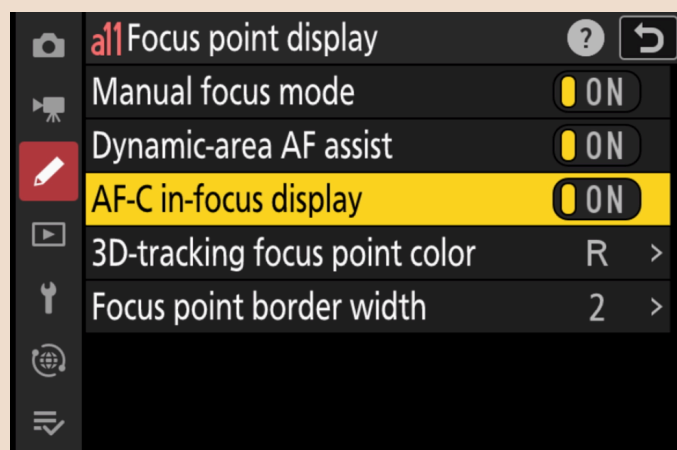 a11 Focus point display ?
Manual focus mode ON
Dynamic-area AF assist ON
AF-C in-focus display ON
3D-tracking focus point color R >
Focus point border width 2 >